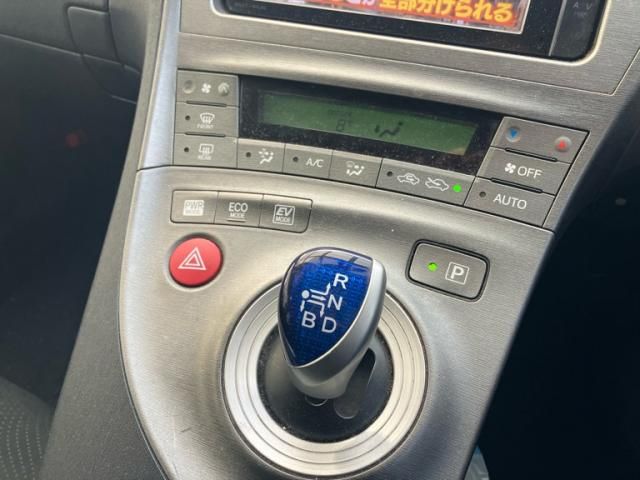 全部分けられる
FRONT
REAR
A/C
OFF
AUTO
PWR
MODE
ECO
MODE
EV
MODE
P
R
N
B D